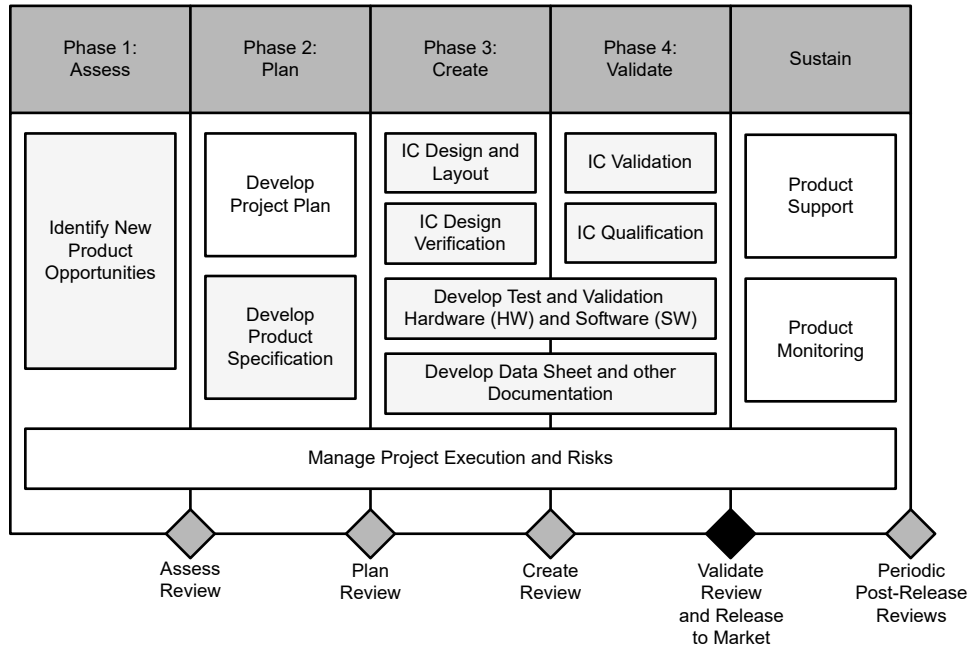 Phase 1:
Assess
Phase 2:
Plan
Phase 3:
Create
Phase 4:
Validate
Sustain
Identify New
Product
Opportunities
Develop
Project Plan
Develop
Product
Specification
IC Design and
Layout
IC Design
Verification
IC Validation
IC Qualification
Develop Test and Validation
Hardware (HW) and Software (SW)
Develop Data Sheet and other
Documentation
Product
Support
Product
Monitoring
Manage Project Execution and Risks
Assess
Review
Plan
Review
Create
Review
Validate
Review
and Release
to Market
Periodic
Post-Release
Reviews